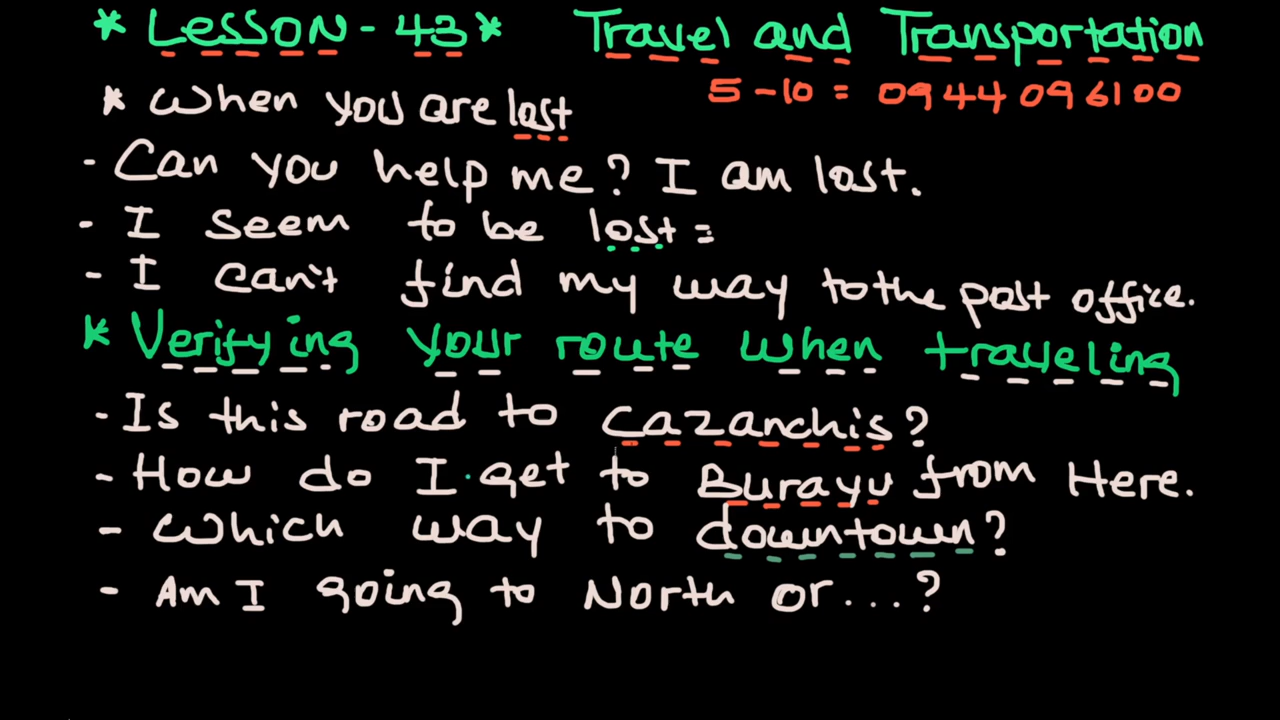 * Lesson - 43 * Travel and Transportation
5 - 10 = 0944096100
* When you are lost
- Can you help me? I am lost.
- I seem to be lost =
- I can't find my way to the post office.
* Verifying your route when traveling
- Is this road to Cazanchis?
- How do I get to Burayu from Here.
- Which way to downtown?
- Am I going to North or...?